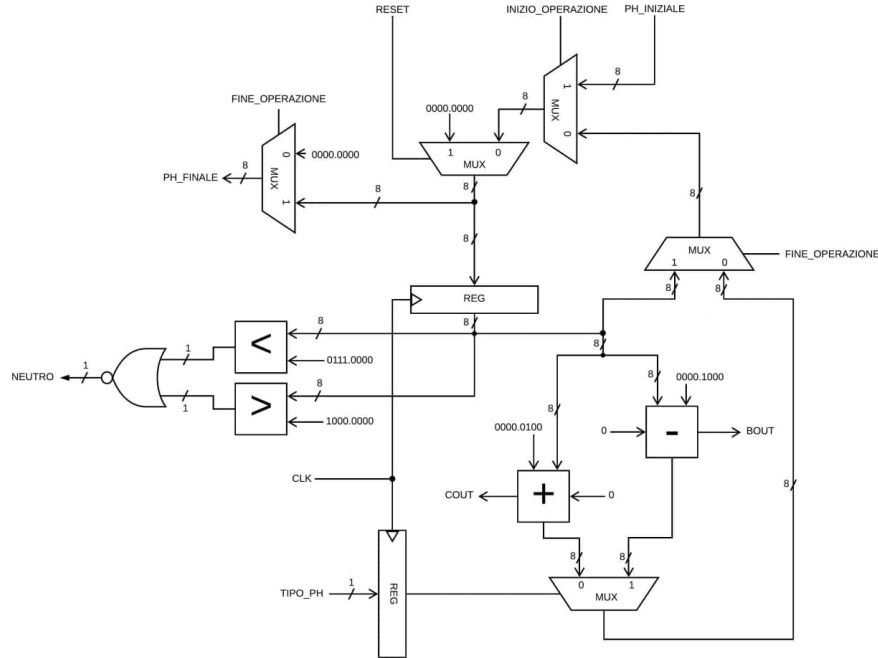 RESET
INIZIO_OPERAZIONE
PH_INIZIALE
8
1
MUX
0
8
FINE_OPERAZIONE
0000.0000
0
0000.0000
MUX
1
8
PH_FINALE
1
0
MUX
8
8
8
8
MUX
1
0
FINE_OPERAZIONE
8
8
REG
8
8
8
<
0111.0000
1
NEUTRO
1
8
>
1000.0000
1
8
0000.1000
0
-
BOUT
8
0000.0100
+
COUT
0
CLK
8
8
8
0
1
MUX
TIPO_PH
1
REG